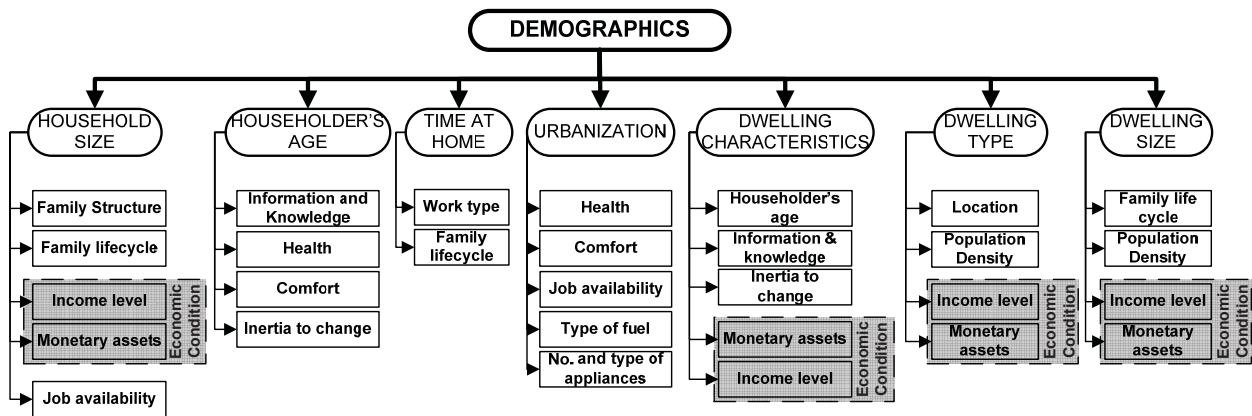 DEMOGRAPHICS
HOUSEHOLD
SIZE
Family Structure
Family lifecycle
Income level
Monetary assets
Economic
Condition
Job availability
HOUSEHOLDER'S
AGE
Information and
Knowledge
Health
Comfort
Inertia to change
TIME AT
HOME
Work type
Family
lifecycle
URBANIZATION
Health
Comfort
Job availability
Type of fuel
No. and type of
appliances
DWELLING
CHARACTERISTICS
Householder's
age
Information &
knowledge
Inertia to
change
Monetary assets
Income level
Economic
Condition
DWELLING
TYPE
Location
Population
Density
Income level
Monetary
assets
Economic
Condition
DWELLING
SIZE
Family life
cycle
Population
Density
Income level
Monetary
assets
Economic
Condition